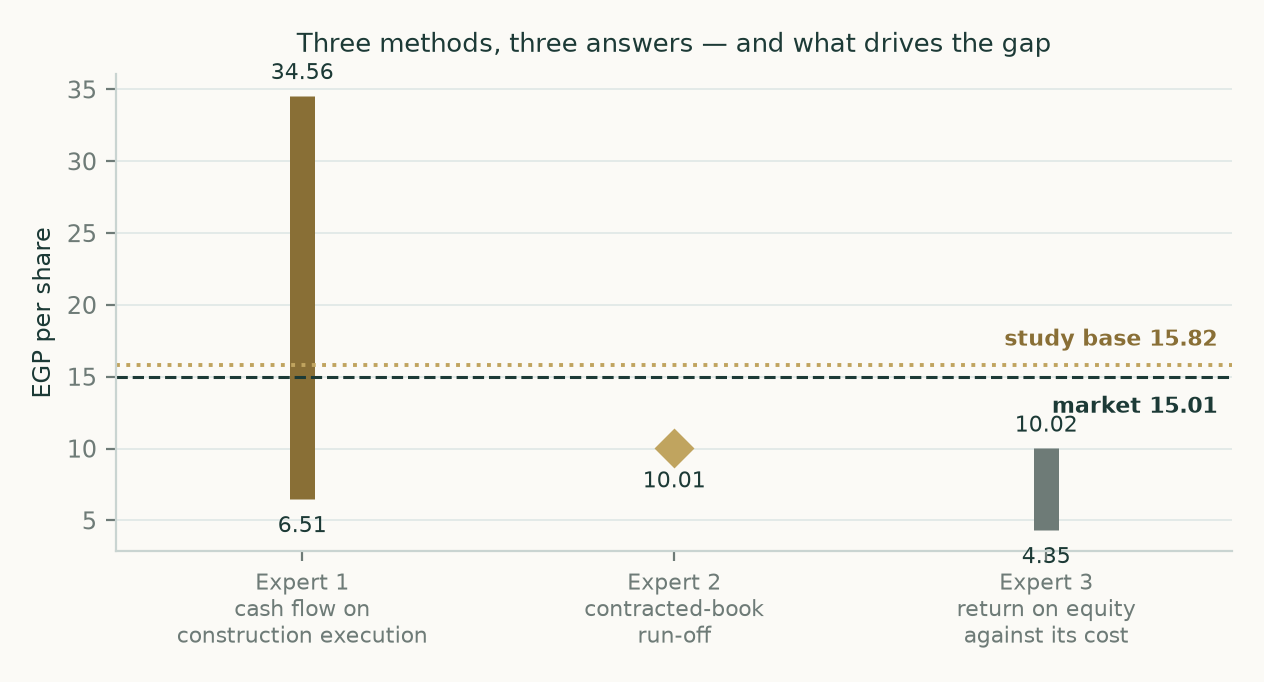 Three methods, three answers — and what drives the gap
34.56
35
30
25
20
15
10
5
EGP per share
study base 15.82
market 15.01
10.02
10.01
6.51
4.35
Expert 1
cash flow on
construction execution
Expert 2
contracted-book
run-off
Expert 3
return on equity
against its cost